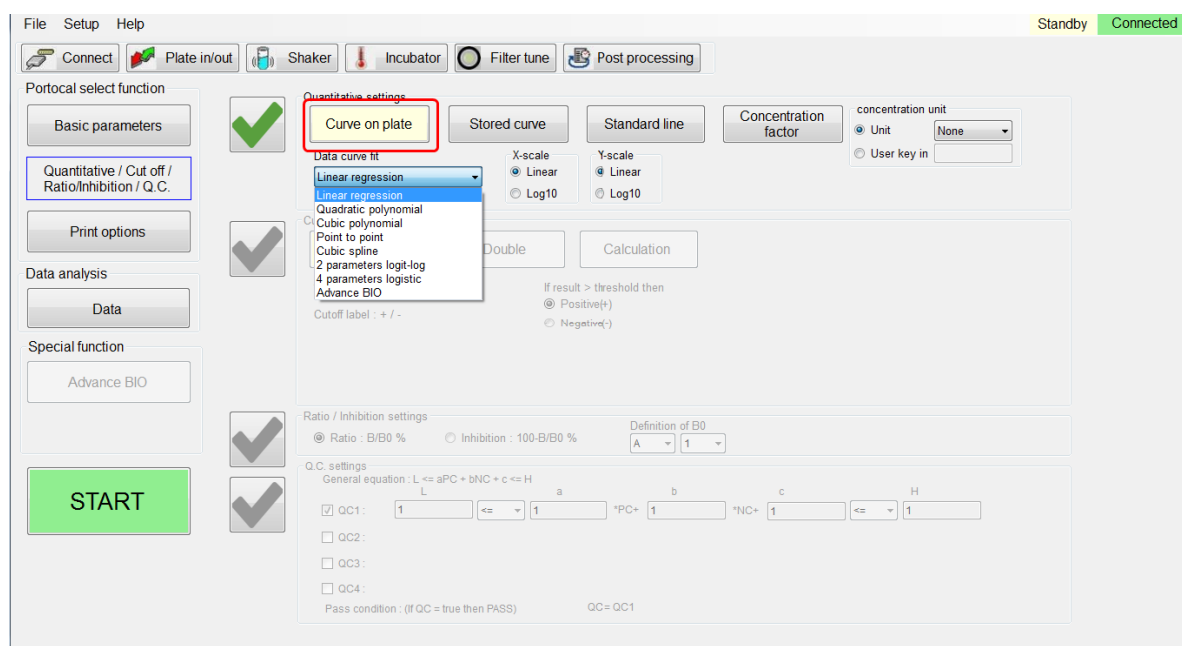 File Setup Help
Standby Connected
Connect Plate in/out Shaker Incubator Filter tune Post processing
Portocal select function
Basic parameters
Quantitative / Cut off /
Ratio/Inhibition / Q.C.
Print options
Data analysis
Data
Special function
Advance BIO
START
Quantitative settings
Curve on plate Stored curve Standard line Concentration
factor
concentration unit
Unit None
User key in
Data curve fit
Linear regression
Linear regression
Quadratic polynomial
Cubic polynomial
Point to point
Cubic spline
2 parameters logit-log
4 parameters logistic
Advance BIO
X-scale
Linear
Log10
Y-scale
Linear
Log10
Double Calculation
If result > threshold then
Positive(+)
Negative(-)
Cutoff label : + / -
Ratio / Inhibition settings
Ratio : B/B0 % Inhibition : 100-B/B0 %
Definition of B0
A 1
Q.C. settings
General equation : L <= aPC + bNC + c <= H
L a b c H
QC1 : 1 <= 1 *PC+ 1 *NC+ 1 <= 1
QC2 :
QC3 :
QC4 :
Pass condition : (If QC = true then PASS) QC= QC1